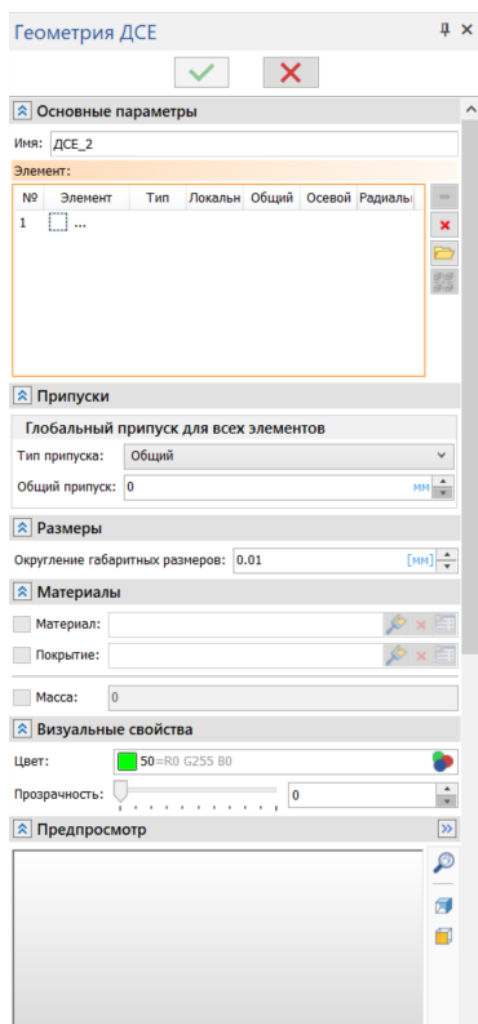 Геометрия ДСЕ
Основные параметры
Имя: ДСЕ_2
Элемент:
№ Элемент Тип Локальн Общий Осевой Радиаль
1 ...
Припуски
Глобальный припуск для всех элементов
Тип припуска: Общий
Общий припуск: 0 мм
Размеры
Округление габаритных размеров: 0.01 [мм]
Материалы
Материал:
Покрытие:
Масса: 0
Визуальные свойства
Цвет: 50=R0 G255 B0
Прозрачность: 0
Предпросмотр